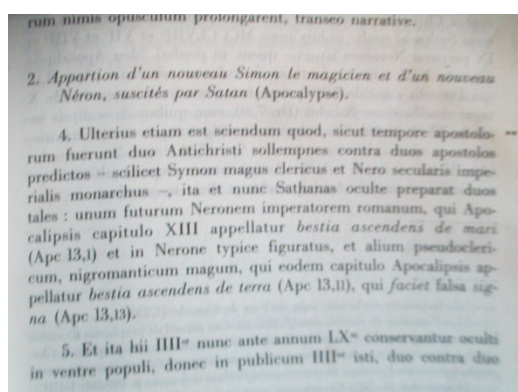 rum nimis opusculum prolongarent, transeo narrative.
2. Appartion d'un nouveau Simon le magicien et d'un nouveau
Néron, suscités par Satan (Apocalypse).
4. Ulterius etiam est sciendum quod, sicut tempore apostolo-
rum fuerunt duo Antichristi sollempnes contra duos apostolos
predictos – scilicet Symon magus clericus et Nero secularis impe-
rialis monarchus –, ita et nunc Sathanas oculte preparat duos
tales : unum futurum Neronem imperatorem romanum, qui Apo-
calipsis capitulo XIII appellatur bestia ascendens de mari
(Apc 13,1) et in Nerone typice figuratus, et alium pseudocleri-
cum, nigromanticum magum, qui eodem capitulo Apocalipsis ap-
pellatur bestia ascendens de terra (Apc 13,11), qui faciet falsa sig-
na (Apc 13,13).
5. Et ita hii IIIIor nunc ante annum LXm conservantur oculti
in ventre populi, donec in publicum IIIIor isti, duo contra duo